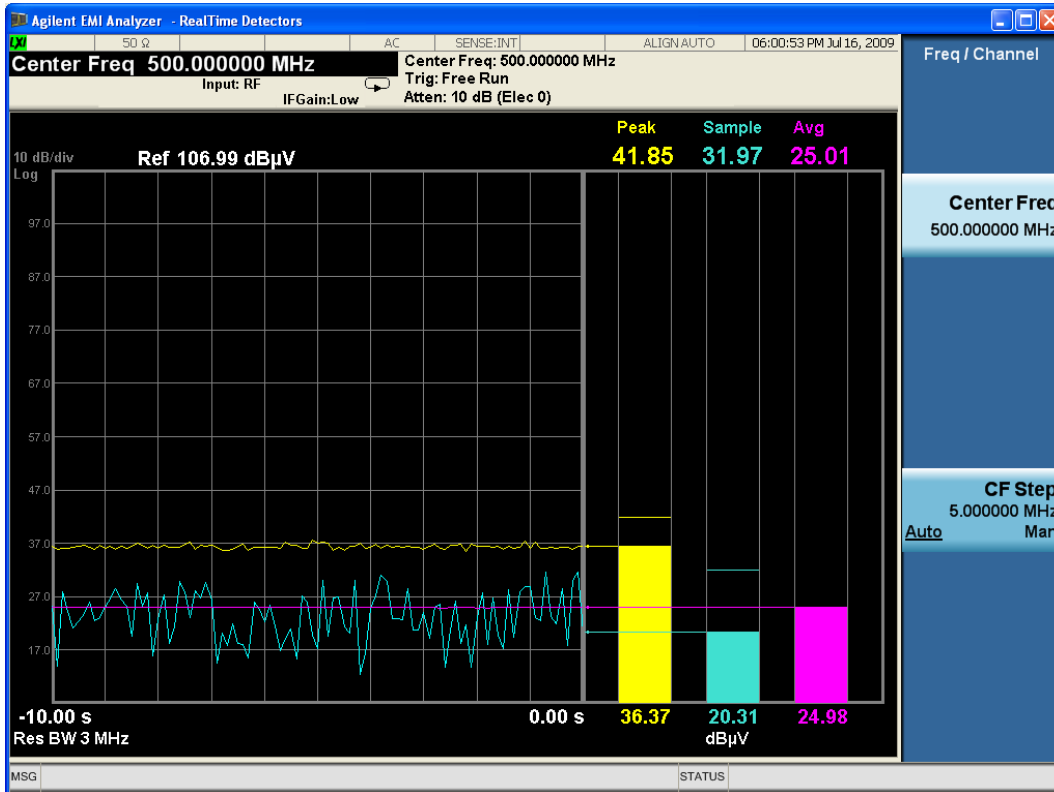 Agilent EMI Analyzer - RealTime Detectors
LXI 50 Ω AC SENSE:INT ALIGN AUTO 06:00:53 PM Jul 16, 2009
Center Freq 500.000000 MHz
Input: RF
IFGain:Low
Center Freq: 500.000000 MHz
Trig: Free Run
Atten: 10 dB (Elec 0)
Peak Sample Avg
41.85 31.97 25.01
10 dB/div Ref 106.99 dBµV
Log
97.0
87.0
77.0
67.0
57.0
47.0
37.0
27.0
17.0
-10.00 s 0.00 s 36.37 20.31 24.98
Res BW 3 MHz dBµV
MSG STATUS
Freq / Channel
Center Freq
500.000000 MHz
CF Step
5.000000 MHz
Auto Man